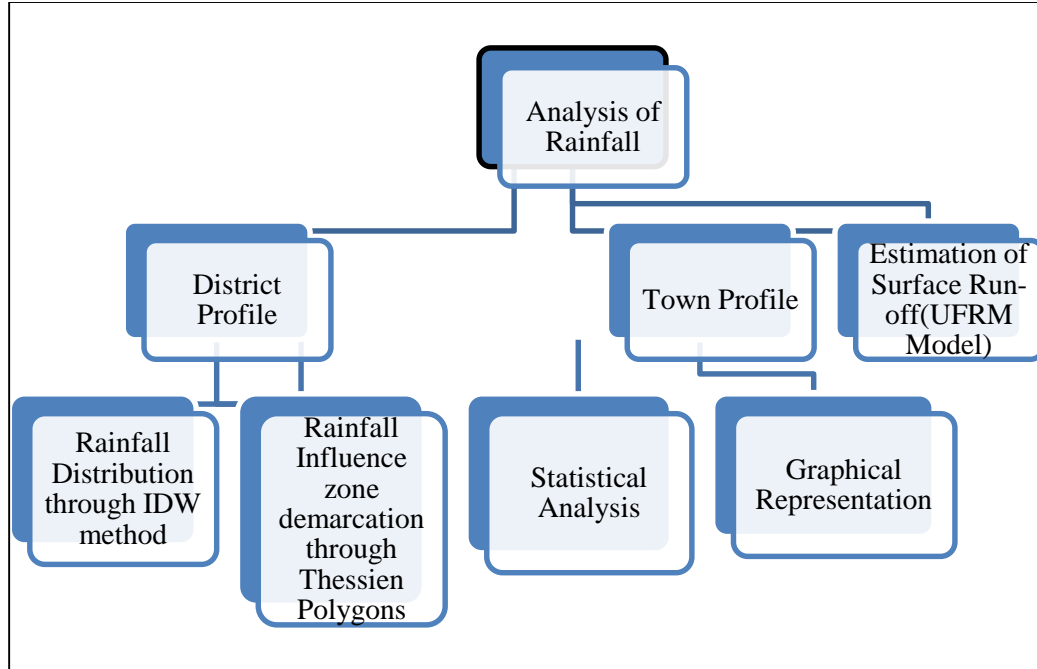 Analysis of
Rainfall
District
Profile
Town Profile
Estimation of
Surface Run-
off(UFRM
Model)
Rainfall
Distribution
through IDW
method
Rainfall
Influence
zone
demarcation
through
Thessien
Polygons
Statistical
Analysis
Graphical
Representation